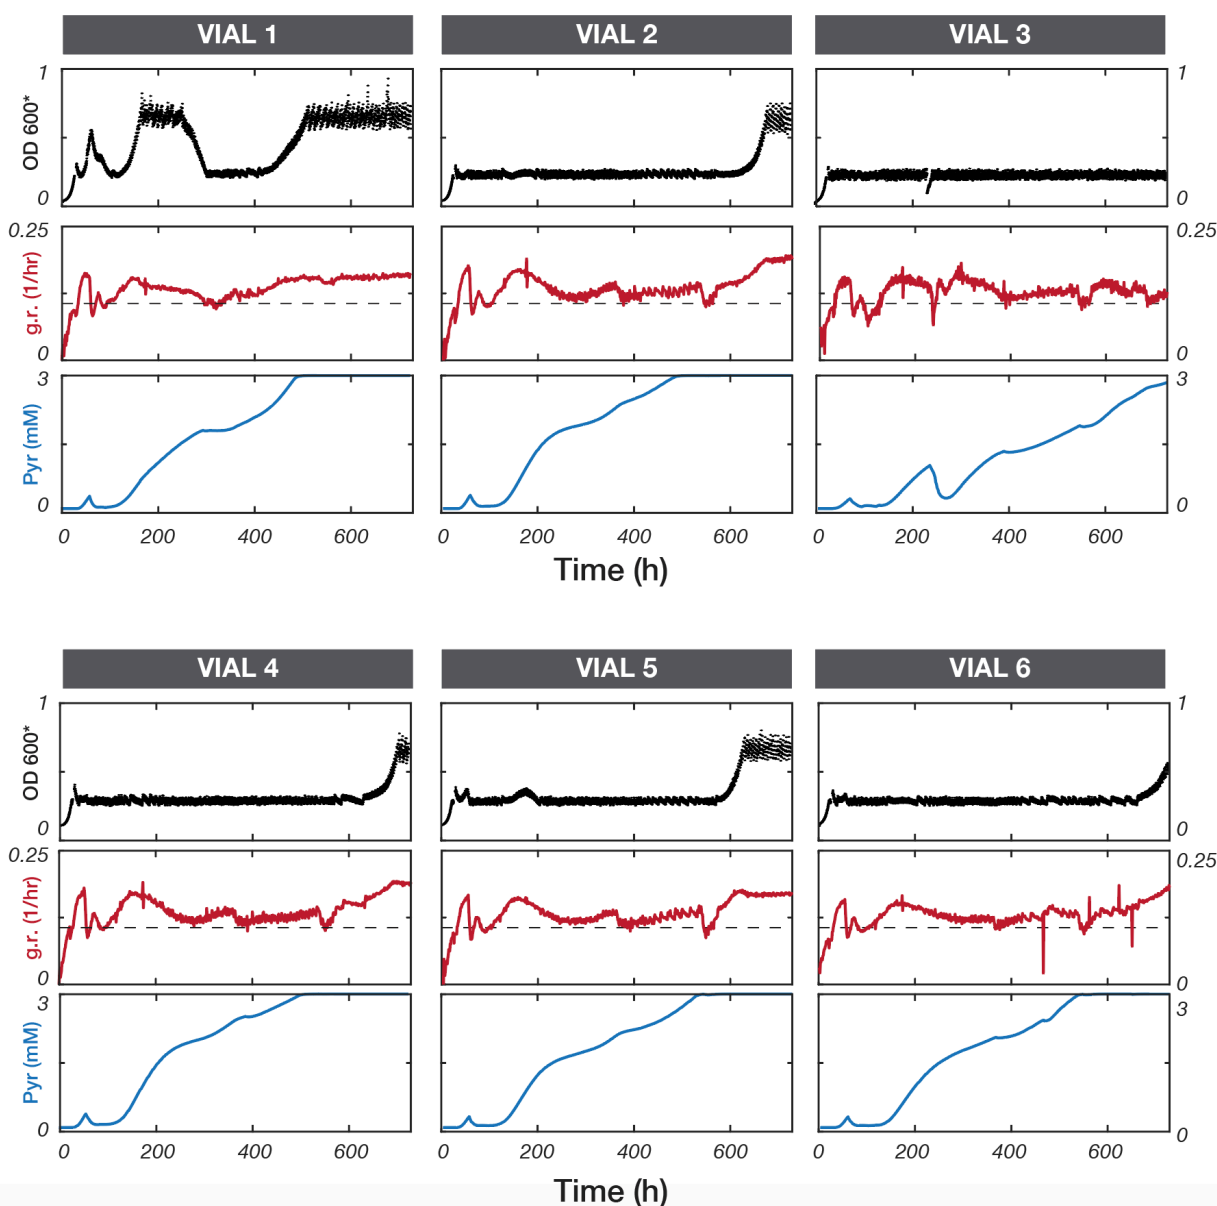 VIAL 1 VIAL 2 VIAL 3
1 1
OD 600*
0 0
0.25 0.25
g.r. (1/hr)
0 0
3 3
Pyr (mM)
0 0
0 200 400 600 0 200 400 600 0 200 400 600
Time (h)
VIAL 4 VIAL 5 VIAL 6
1 1
OD 600*
0 0
0.25 0.25
g.r. (1/hr)
0 0
3 3
Pyr (mM)
0 0
0 200 400 600 0 200 400 600 0 200 400 600
Time (h)